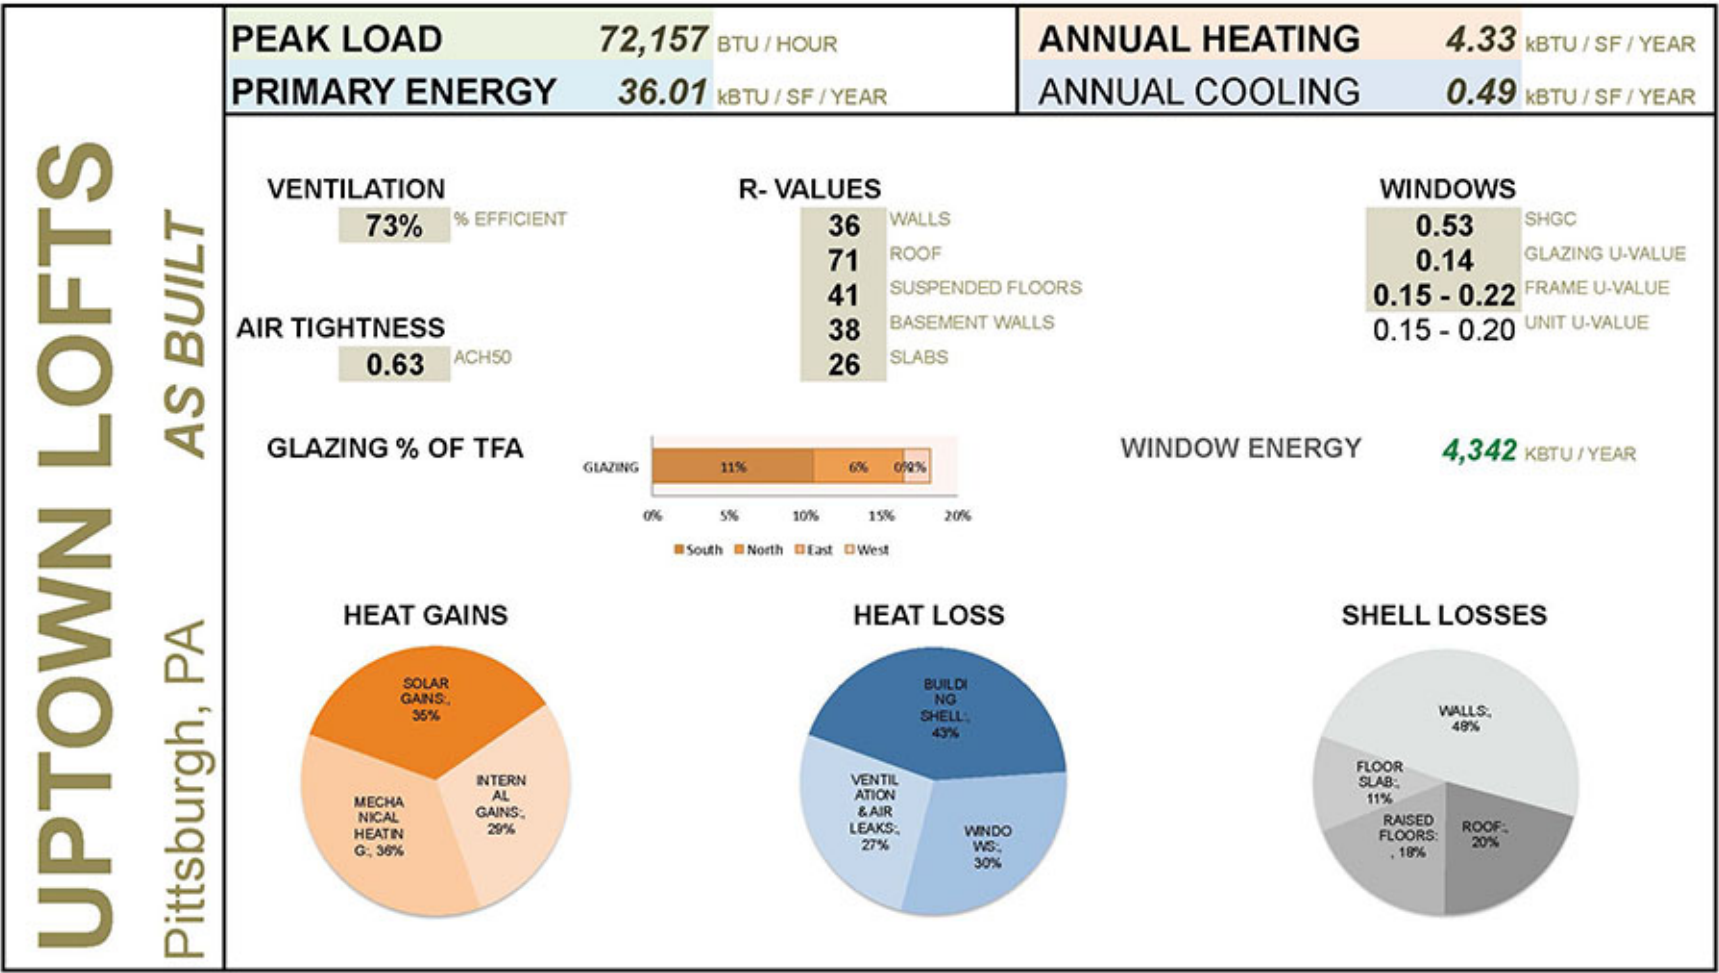 UPTOWN LOFTS
Pittsburgh, PA AS BUILT
PEAK LOAD 72,157 BTU / HOUR
PRIMARY ENERGY 36.01 kBTU / SF / YEAR
ANNUAL HEATING 4.33 kBTU / SF / YEAR
ANNUAL COOLING 0.49 kBTU / SF / YEAR
VENTILATION
73% % EFFICIENT
AIR TIGHTNESS
0.63 ACH50
R- VALUES
36 WALLS
71 ROOF
41 SUSPENDED FLOORS
38 BASEMENT WALLS
26 SLABS
WINDOWS
0.53 SHGC
0.14 GLAZING U-VALUE
0.15 - 0.22 FRAME U-VALUE
0.15 - 0.20 UNIT U-VALUE
GLAZING % OF TFA
GLAZING 11% 6% 0% 2%
0% 5% 10% 15% 20%
South North East West
WINDOW ENERGY 4,342 KBTU / YEAR
HEAT GAINS
SOLAR
GAINS:,
35%
INTERN
AL
GAINS:,
29%
MECHA
NICAL
HEATIN
G:, 36%
HEAT LOSS
BUILDI
NG
SHELL:,
43%
VENTIL
ATION
& AIR
LEAKS:,
27%
WINDO
WS:,
30%
SHELL LOSSES
WALLS:,
48%
FLOOR
SLAB:,
11%
RAISED
FLOORS:
, 18%
ROOF:,
20%